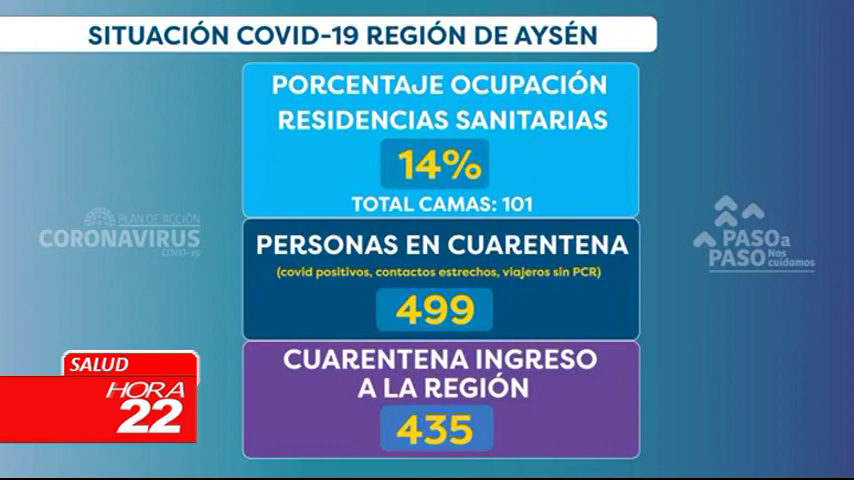 SITUACIÓN COVID-19 REGIÓN DE AYSÉN
PORCENTAJE OCUPACIÓN
RESIDENCIAS SANITARIAS
14%
TOTAL CAMAS: 101
PLAN DE ACCIÓN
CORONAVIRUS
COVID-19
PERSONAS EN CUARENTENA
(covid positivos, contactos estrechos, viajeros sin PCR)
499
PASO a
PASO Nos
cuidamos
CUARENTENA INGRESO
A LA REGIÓN
435
SALUD
HORA
22